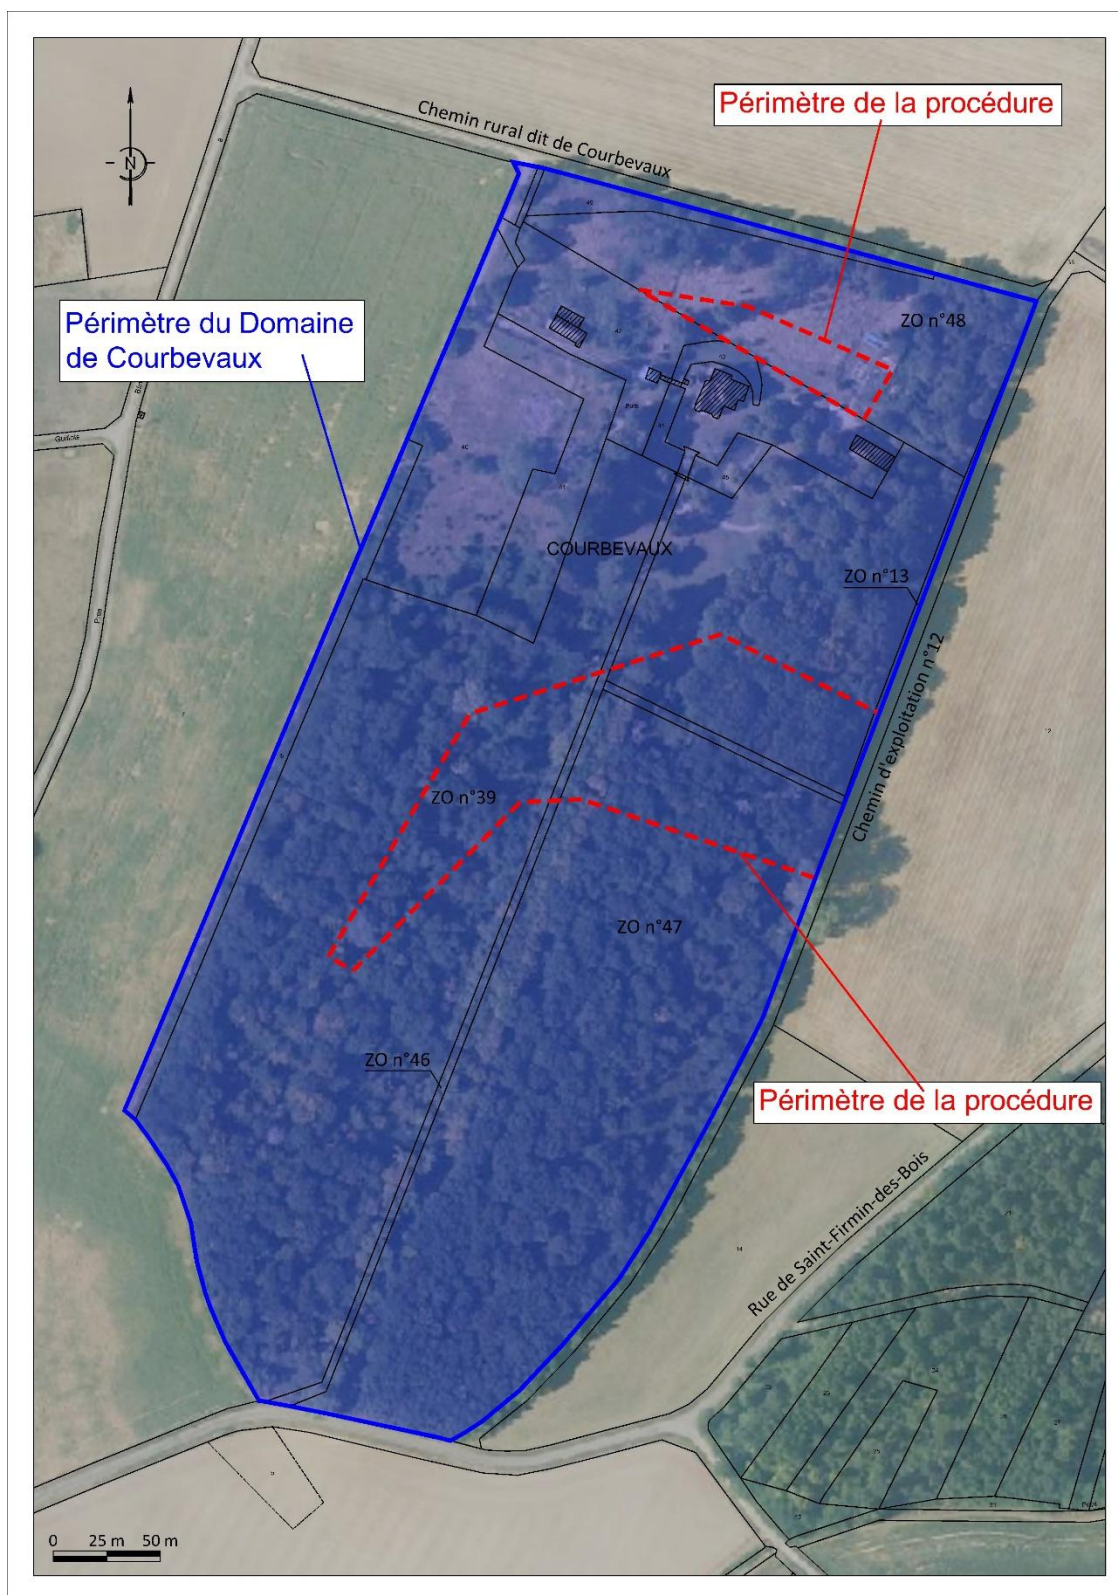 Périmètre de la procédure
Chemin rural dit de Courbevaux
N
Périmètre du Domaine
de Courbevaux
ZO n°48
COURBEVAUX
ZO n°13
Chemin d'exploitation n°12
ZO n°39
ZO n°47
ZO n°46
Périmètre de la procédure
Rue de Saint-Firmin-des-Bois
0 25 m 50 m